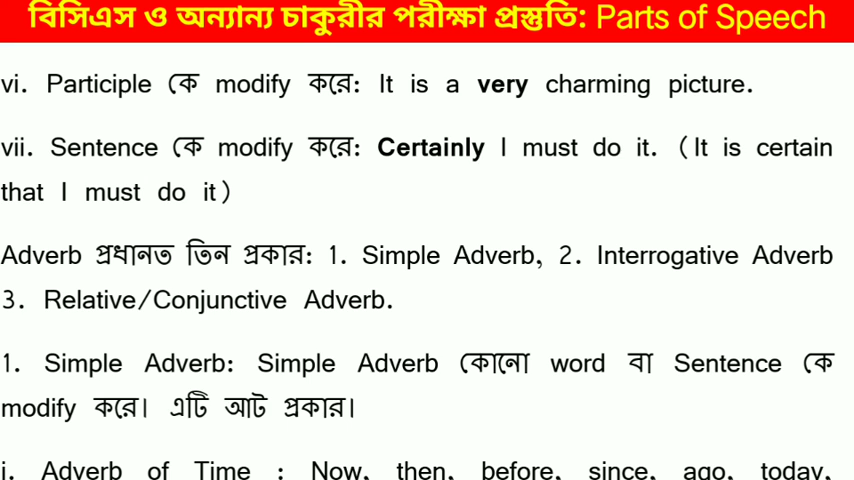 বিসিএস ও অন্যান্য চাকুরীর পরীক্ষা প্রস্তুতি: Parts of Speech
vi. Participle কে modify করে: It is a very charming picture.
vii. Sentence কে modify করে: Certainly I must do it. (It is certain
that I must do it)
Adverb প্রধানত তিন প্রকার: 1. Simple Adverb, 2. Interrogative Adverb
3. Relative/Conjunctive Adverb.
1. Simple Adverb: Simple Adverb কোনো word বা Sentence কে
modify করে। এটি আট প্রকার।
i. Adverb of Time : Now, then, before, since, ago, today,